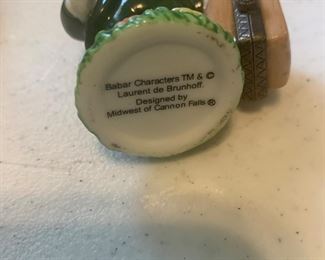 Babar Characters TM & ©
Laurent de Brunhoff.
Designed by
Midwest of Cannon Falls ®